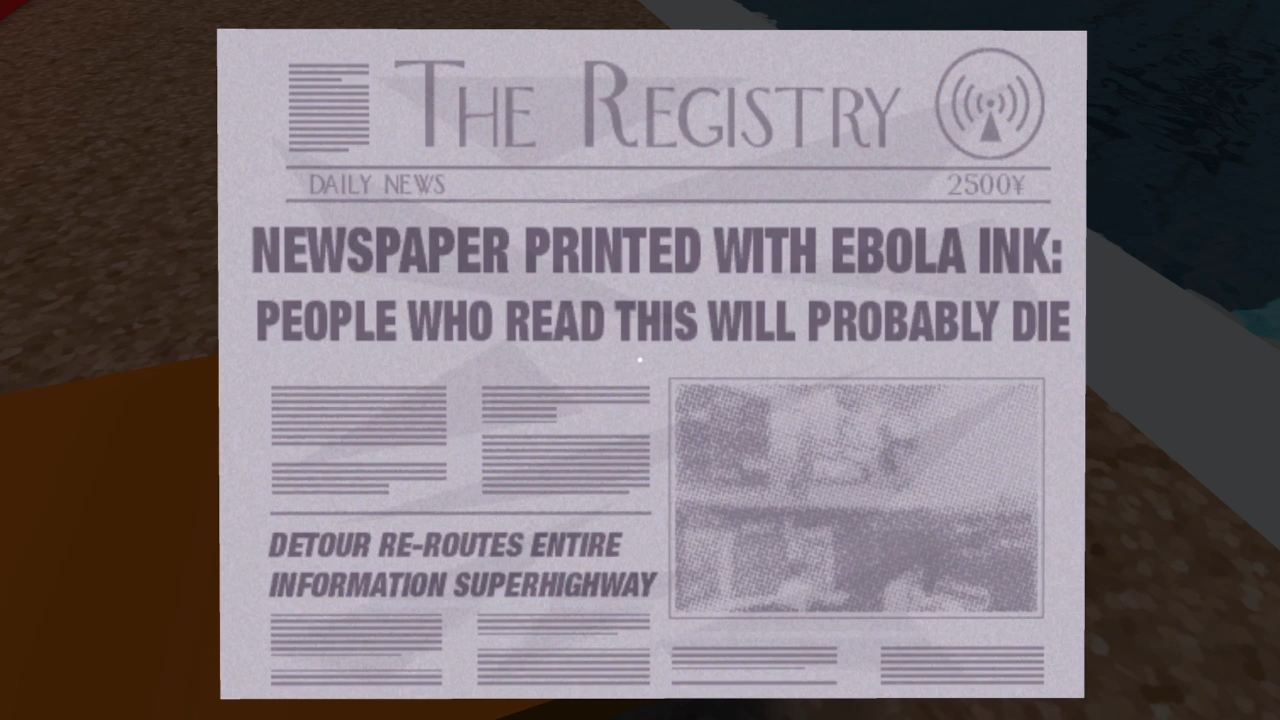 THE REGISTRY
DAILY NEWS
2500¥
NEWSPAPER PRINTED WITH EBOLA INK:
PEOPLE WHO READ THIS WILL PROBABLY DIE
DETOUR RE-ROUTES ENTIRE
INFORMATION SUPERHIGHWAY